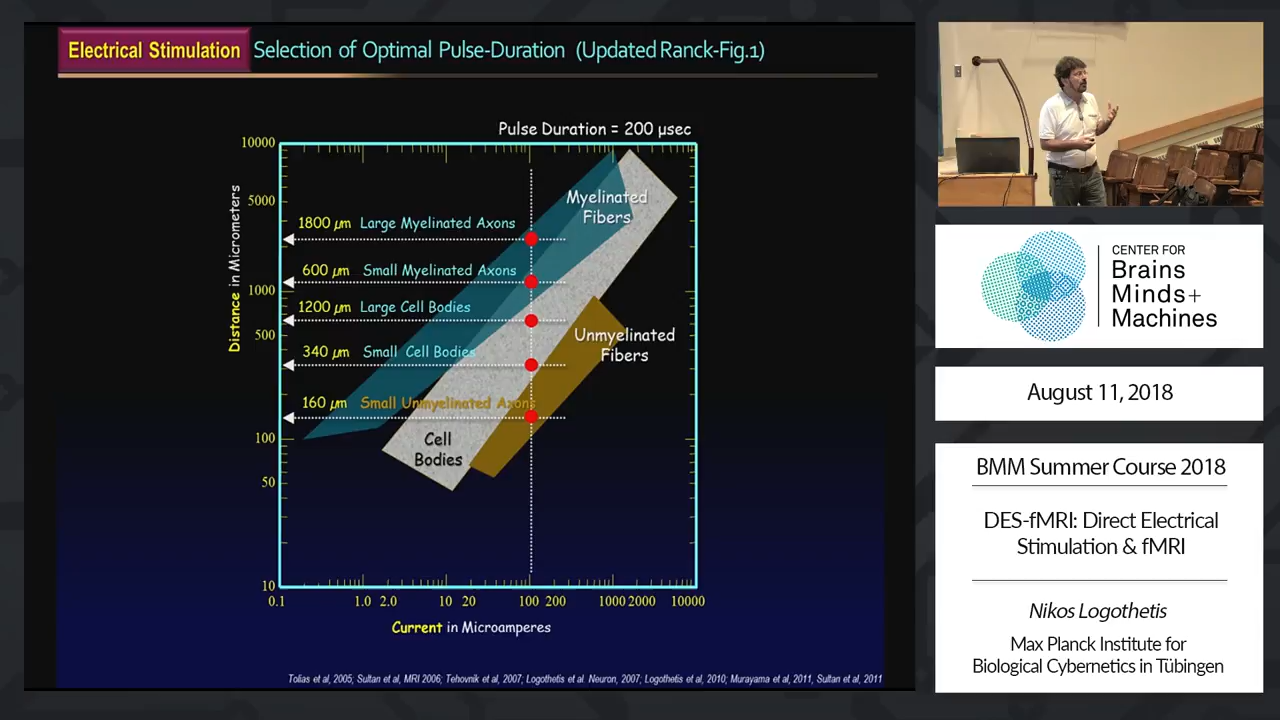 Electrical Stimulation Selection of Optimal Pulse-Duration (Updated Ranck-Fig.1)
Pulse Duration = 200 µsec
Distance in Micrometers
10000
5000
1000
500
100
50
10
1800 µm Large Myelinated Axons
600 µm Small Myelinated Axons
1200 µm Large Cell Bodies
340 µm Small Cell Bodies
160 µm Small Unmyelinated Axons
Myelinated
Fibers
Unmyelinated
Fibers
Cell
Bodies
0.1 1.0 2.0 10 20 100 200 1000 2000 10000
Current in Microamperes
Tolias et al, 2005; Sultan et al, MRI 2006; Tehovnik et al, 2007; Logothetis et al. Neuron, 2007; Logothetis et al, 2010; Murayama et al, 2011, Sultan et al, 2011
CENTER FOR
Brains
Minds+
Machines
August 11, 2018
BMM Summer Course 2018
DES-fMRI: Direct Electrical
Stimulation & fMRI
Nikos Logothetis
Max Planck Institute for
Biological Cybernetics in Tübingen